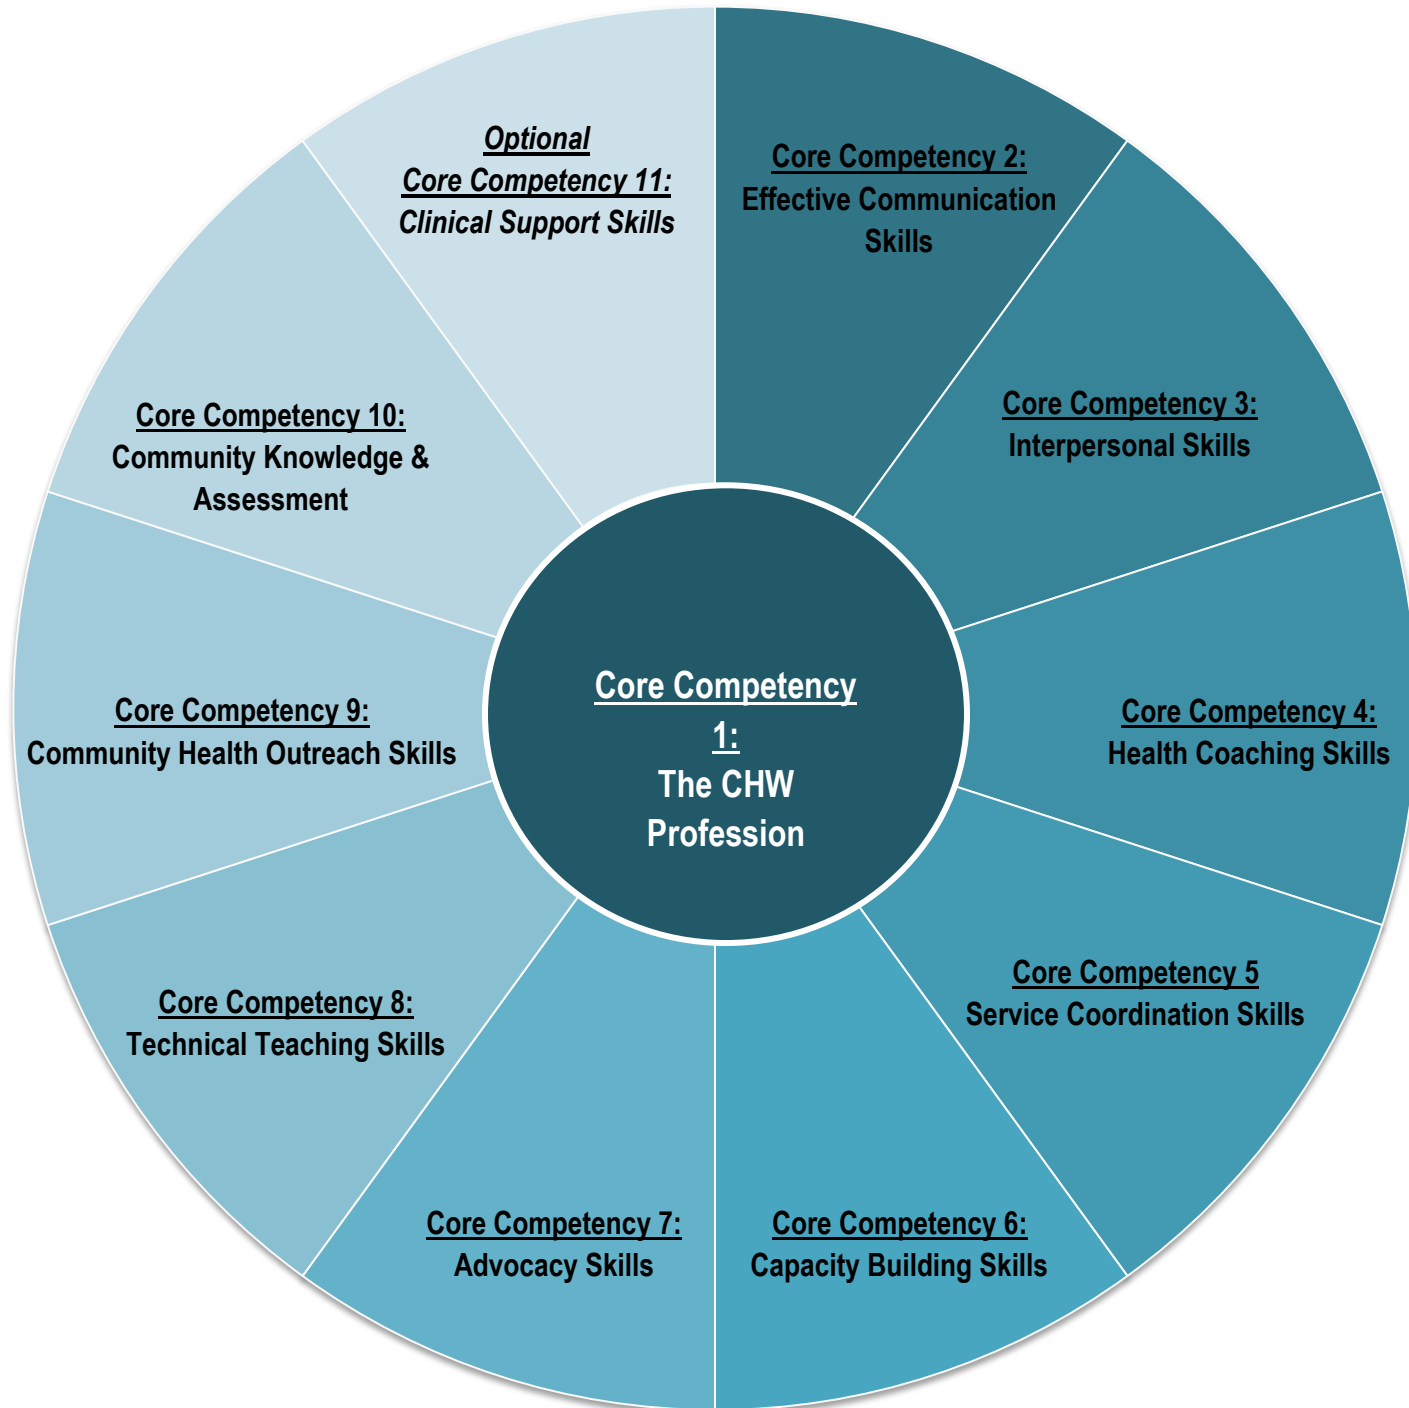 Core Competency
1:
The CHW
Profession
Core Competency 2:
Effective Communication
Skills
Core Competency 3:
Interpersonal Skills
Core Competency 4:
Health Coaching Skills
Core Competency 5
Service Coordination Skills
Core Competency 6:
Capacity Building Skills
Core Competency 7:
Advocacy Skills
Core Competency 8:
Technical Teaching Skills
Core Competency 9:
Community Health Outreach Skills
Core Competency 10:
Community Knowledge &
Assessment
Optional
Core Competency 11:
Clinical Support Skills